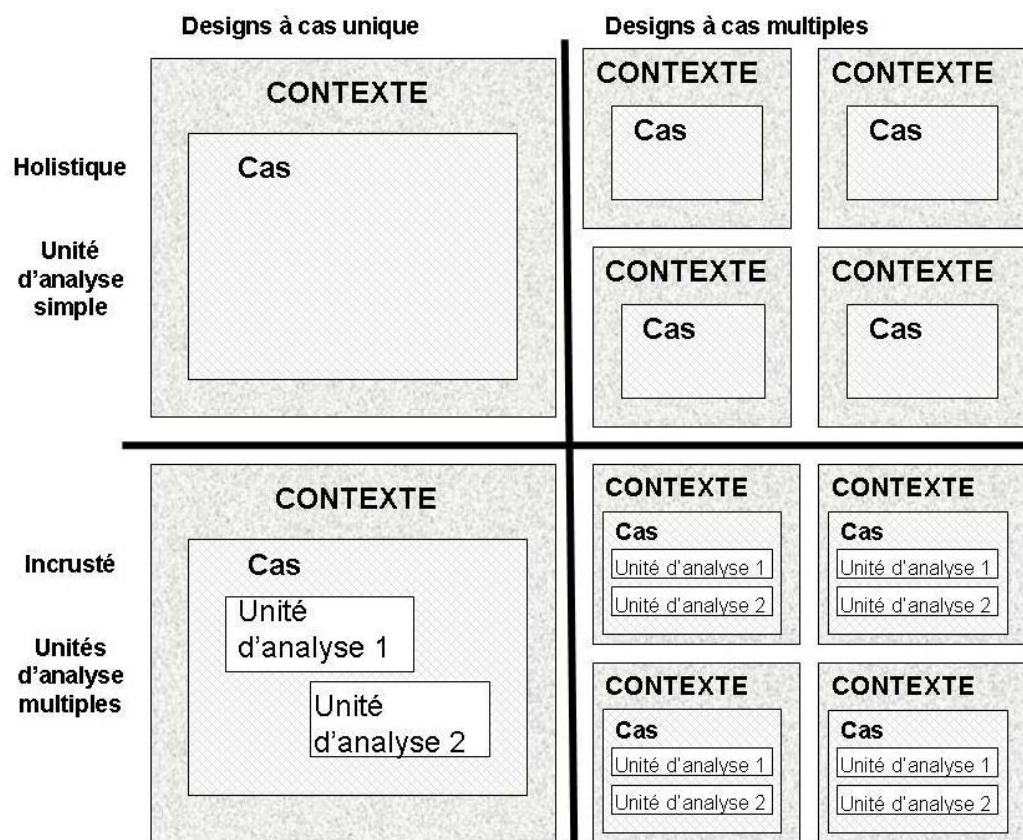 Designs à cas unique
Designs à cas multiples
Holistique
Unité
d'analyse
simple
CONTEXTE
Cas
CONTEXTE
Cas
CONTEXTE
Cas
CONTEXTE
Cas
CONTEXTE
Cas
Incrusté
Unités
d'analyse
multiples
CONTEXTE
Cas
Unité
d'analyse 1
Unité
d'analyse 2
CONTEXTE
Cas
Unité d'analyse 1
Unité d'analyse 2
CONTEXTE
Cas
Unité d'analyse 1
Unité d'analyse 2
CONTEXTE
Cas
Unité d'analyse 1
Unité d'analyse 2
CONTEXTE
Cas
Unité d'analyse 1
Unité d'analyse 2